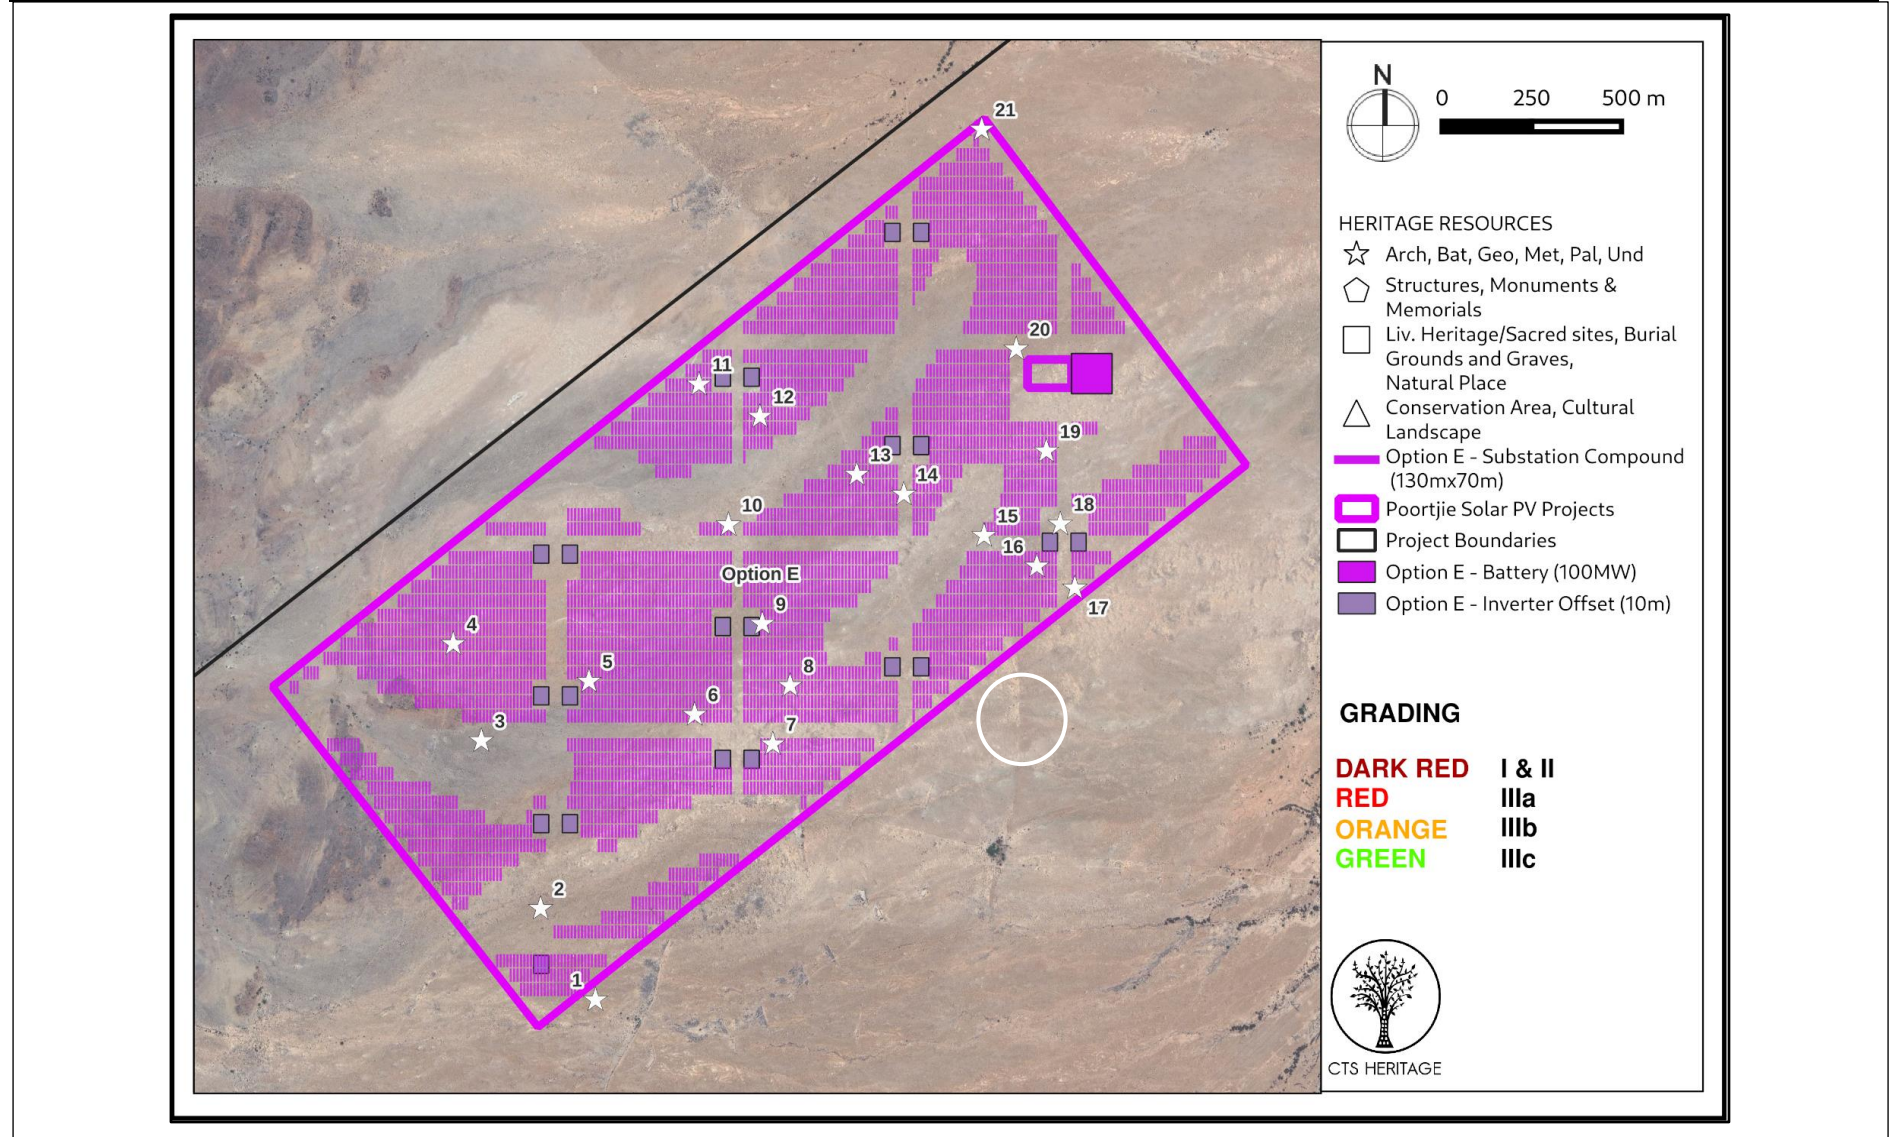 21
20
11
12
19
13
14
10
18
15
16
Option E
9
17
4
5
8
6
3
7
2
1
N
0 250 500 m
HERITAGE RESOURCES
Arch, Bat, Geo, Met, Pal, Und
Structures, Monuments &
Memorials
Liv. Heritage/Sacred sites, Burial
Grounds and Graves,
Natural Place
Conservation Area, Cultural
Landscape
Option E - Substation Compound
(130mx70m)
Poortjie Solar PV Projects
Project Boundaries
Option E - Battery (100MW)
Option E - Inverter Offset (10m)
GRADING
DARK RED I & II
RED IIIa
ORANGE IIIb
GREEN IIIc
CTS HERITAGE